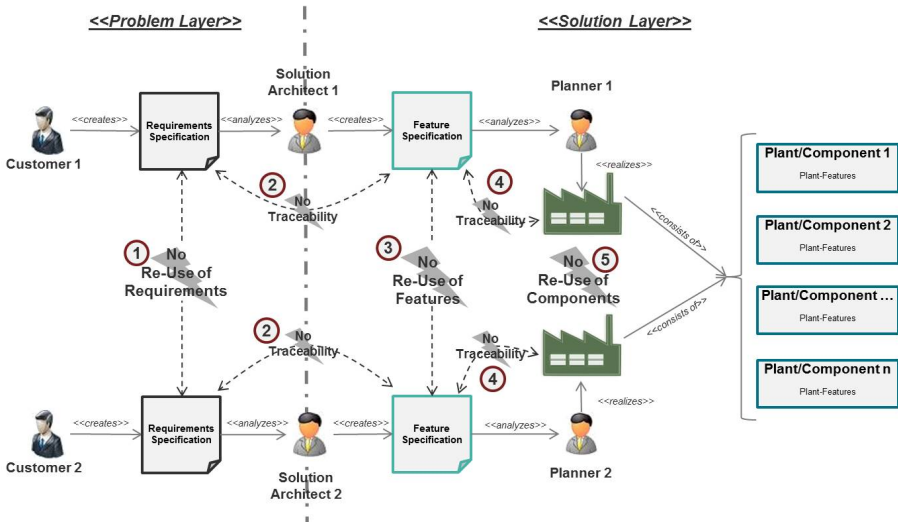 <<Problem Layer>>
<<Solution Layer>>
Solution
Architect 1
Planner 1
<<creates>>
Requirements
Specification
<<analyzes>>
<<creates>>
Feature
Specification
<<analyzes>>
Customer 1
<<realizes>>
2
No
Traceability
4
No
Traceability
<<consists of>>
1
No
Re-Use of
Requirements
3
No
Re-Use of
Features
No
5
Re-Use of
Components
Plant/Component 1
Plant-Features
Plant/Component 2
Plant-Features
Plant/Component ...
Plant-Features
Plant/Component n
Plant-Features
<<consists of>>
2
No
Traceability
No
Traceability
4
<<realizes>>
<<creates>>
Requirements
Specification
<<analyzes>>
<<creates>>
Feature
Specification
<<analyzes>>
Customer 2
Solution
Architect 2
Planner 2